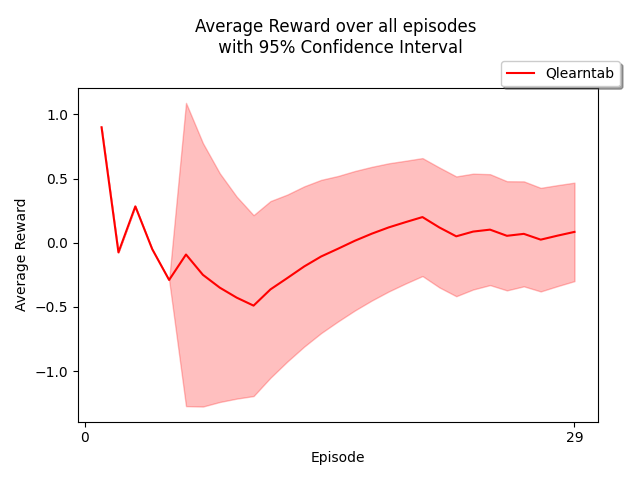 Average Reward over all episodes
with 95% Confidence Interval
Qlearntab
1.0
0.5
0.0
−0.5
−1.0
Average Reward
0
29
Episode